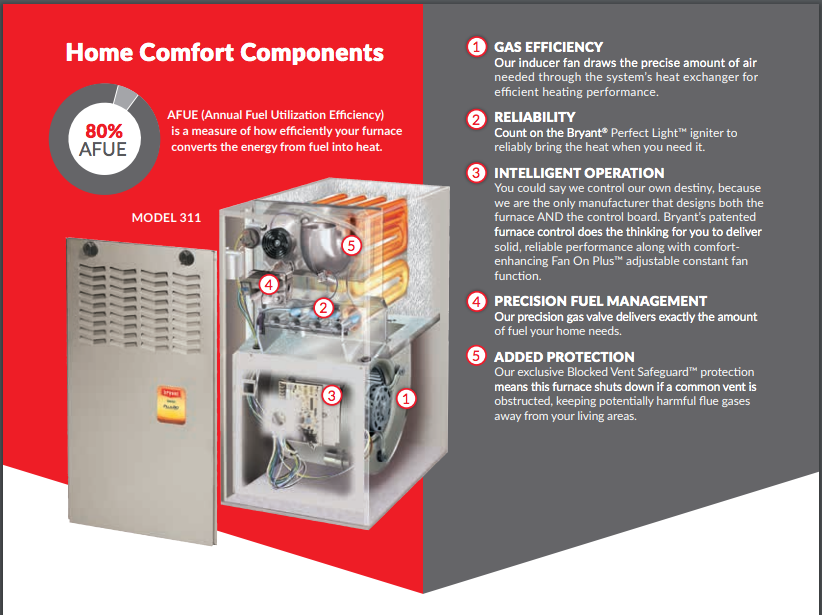 Home Comfort Components
80%
AFUE
AFUE (Annual Fuel Utilization Efficiency)
is a measure of how efficiently your furnace
converts the energy from fuel into heat.
MODEL 311
bryant
5
4
2
3
1
1 GAS EFFICIENCY
Our inducer fan draws the precise amount of air
needed through the system's heat exchanger for
efficient heating performance.
2 RELIABILITY
Count on the Bryant® Perfect Light™ igniter to
reliably bring the heat when you need it.
3 INTELLIGENT OPERATION
You could say we control our own destiny, because
we are the only manufacturer that designs both the
furnace AND the control board. Bryant's patented
furnace control does the thinking for you to deliver
solid, reliable performance along with comfort-
enhancing Fan On Plus™ adjustable constant fan
function.
4 PRECISION FUEL MANAGEMENT
Our precision gas valve delivers exactly the amount
of fuel your home needs.
5 ADDED PROTECTION
Our exclusive Blocked Vent Safeguard™ protection
means this furnace shuts down if a common vent is
obstructed, keeping potentially harmful flue gases
away from your living areas.